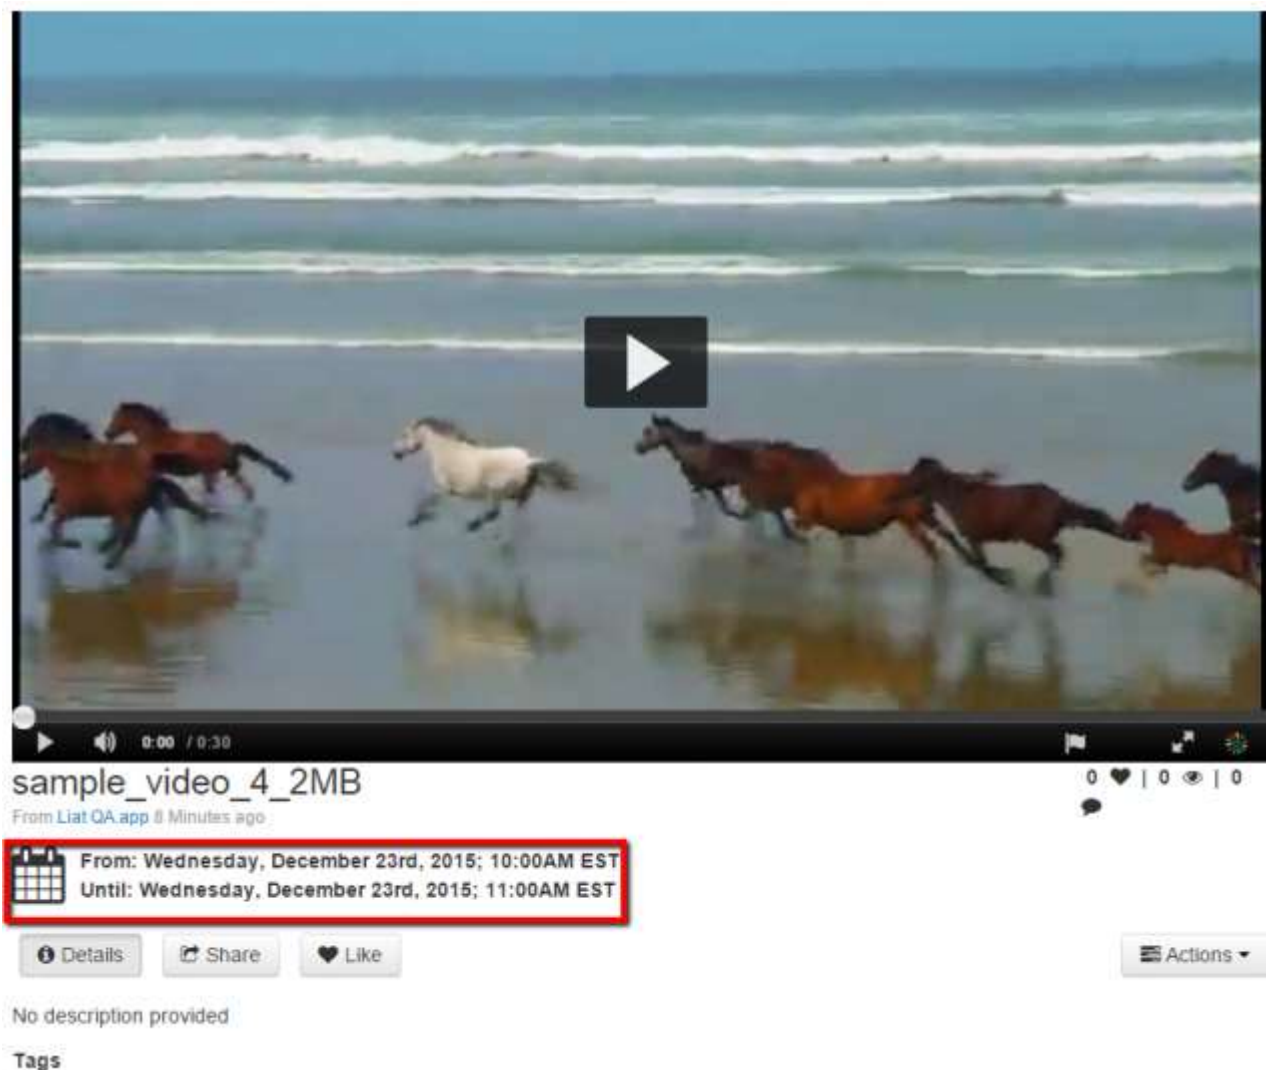 0:00 / 0:30
sample_video_4_2MB
0 | 0 | 0
From Liat QA.app 8 Minutes ago
From: Wednesday, December 23rd, 2015; 10:00AM EST
Until: Wednesday, December 23rd, 2015; 11:00AM EST
Details Share Like Actions
No description provided
Tags